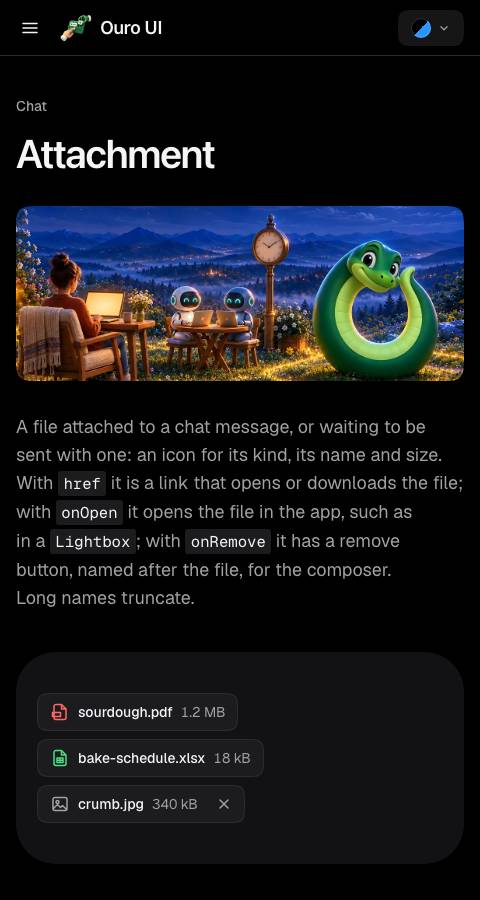 Ouro UI
Chat
Attachment
A file attached to a chat message, or waiting to be
sent with one: an icon for its kind, its name and size.
With href it is a link that opens or downloads the file;
with onOpen it opens the file in the app, such as
in a Lightbox; with onRemove it has a remove
button, named after the file, for the composer.
Long names truncate.
sourdough.pdf 1.2 MB
bake-schedule.xlsx 18 kB
crumb.jpg 340 kB